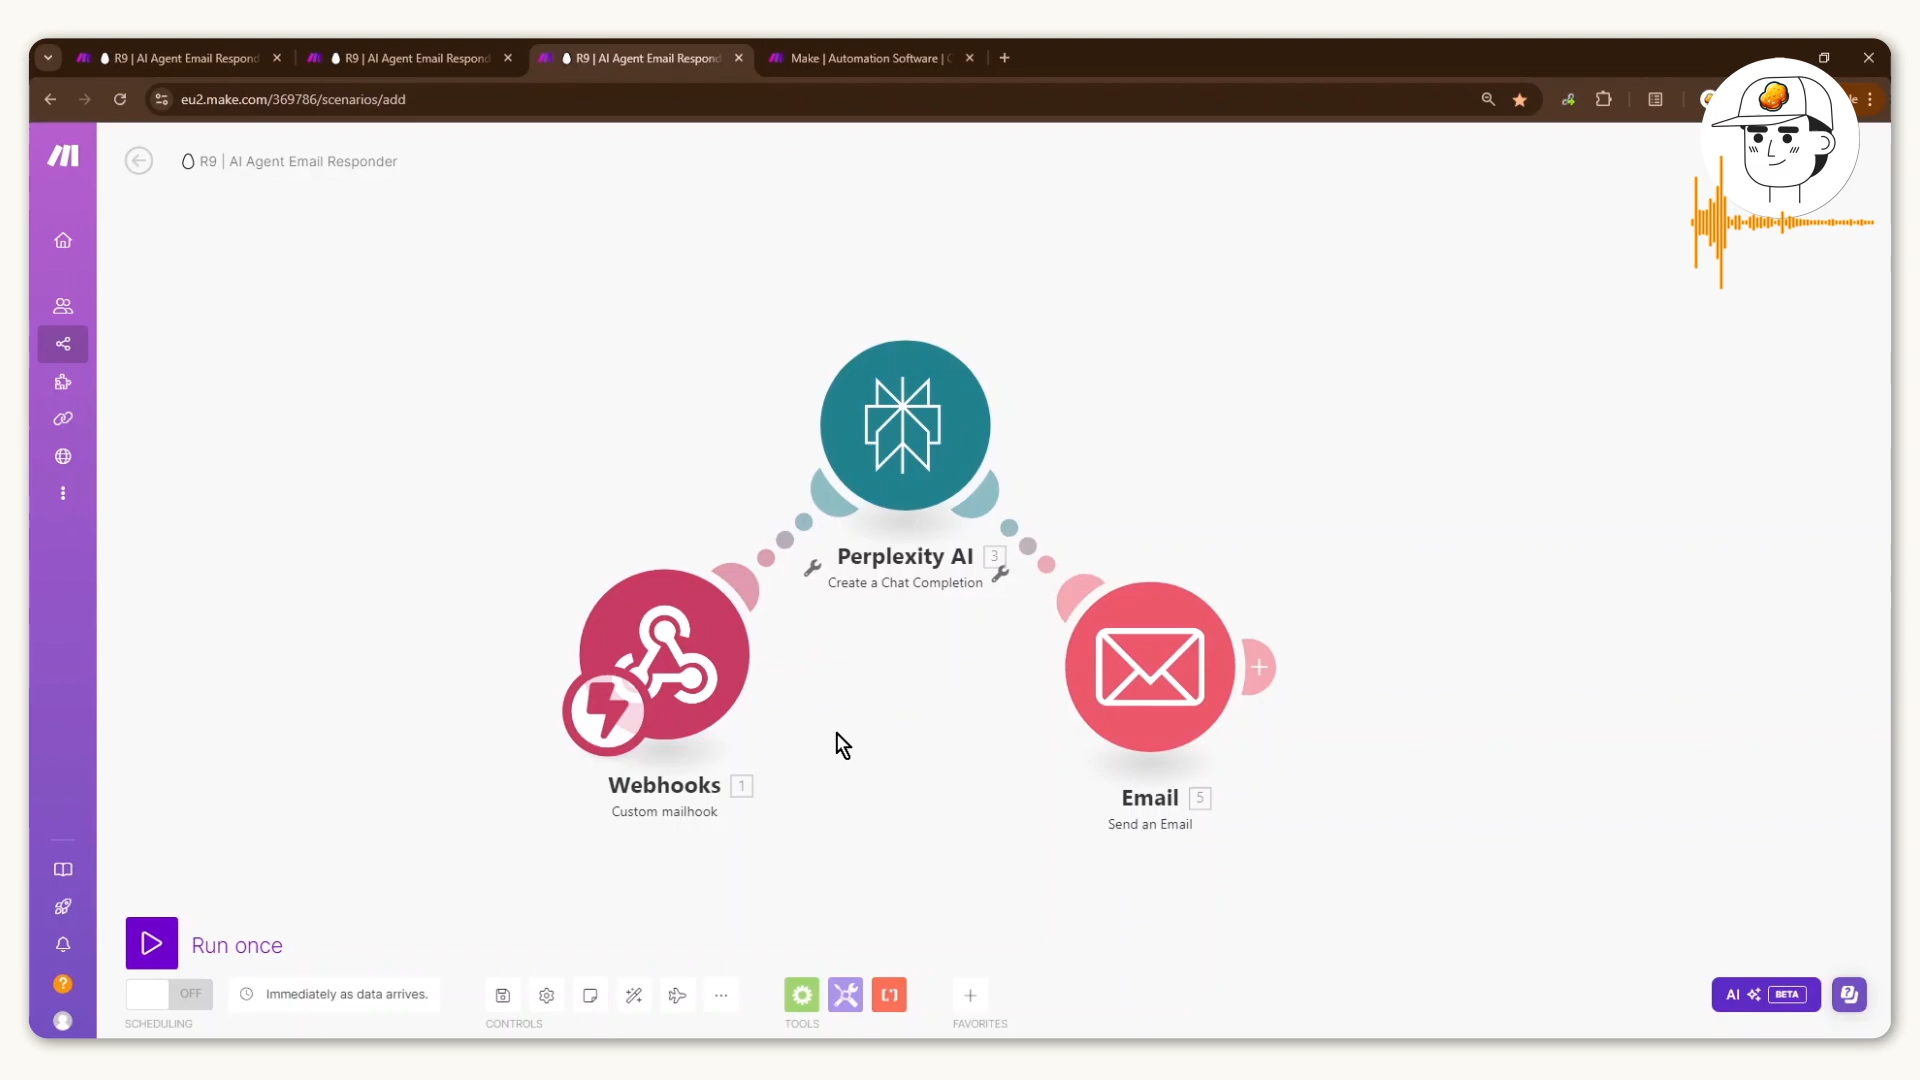 R9 | AI Agent Email Respond
R9 | AI Agent Email Respond
R9 | AI Agent Email Respond
Make | Automation Software |
eu2.make.com/369786/scenarios/add
R9 | AI Agent Email Responder
Perplexity AI 3
Create a Chat Completion
Webhooks 1
Custom mailhook
Email 5
Send an Email
Run once
OFF
Immediately as data arrives.
SCHEDULING
CONTROLS
TOOLS
FAVORITES
AI BETA